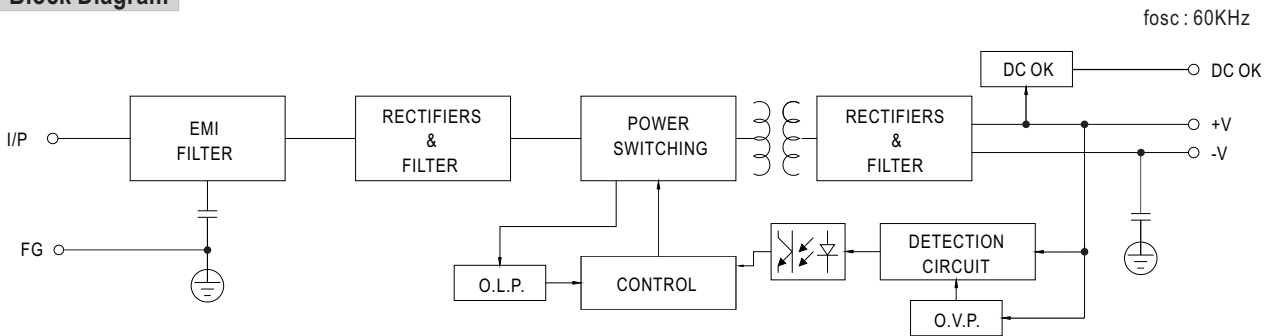 Block Diagram
fosc : 60KHz
DC OK
DC OK
I/P
EMI
FILTER
RECTIFIERS
&
FILTER
POWER
SWITCHING
RECTIFIERS
&
FILTER
+V
-V
FG
O.L.P.
CONTROL
DETECTION
CIRCUIT
O.V.P.